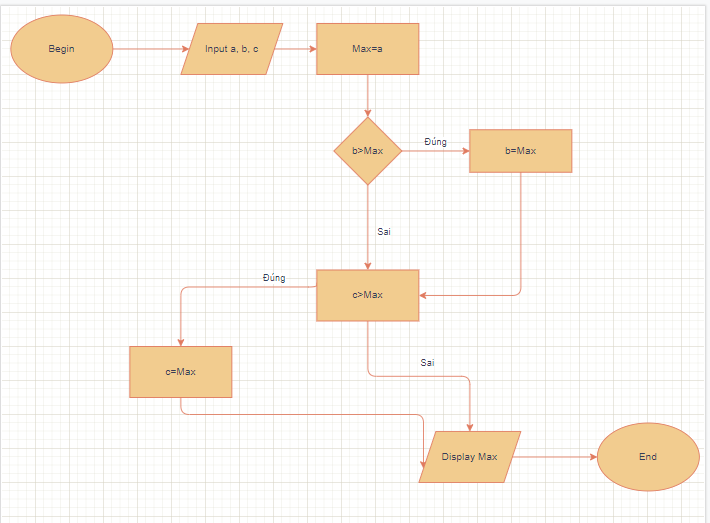 Begin
Input a, b, c
Max=a
b>Max
Đúng
b=Max
Sai
Đúng
c>Max
c=Max
Sai
Display Max
End